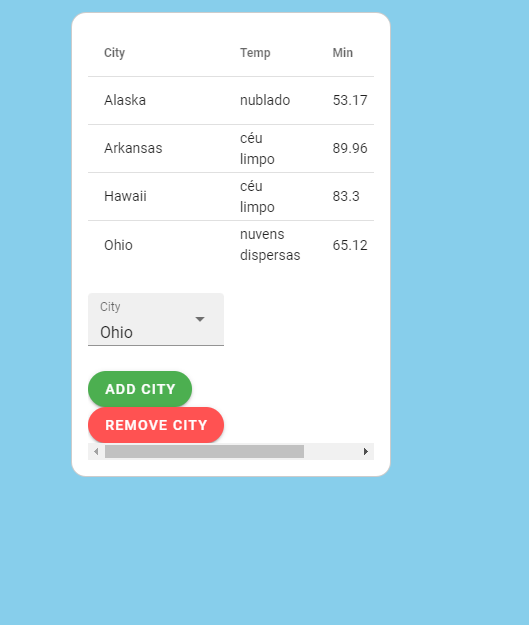 City Temp Min
Alaska nublado 53.17
Arkansas céu limpo 89.96
Hawaii céu limpo 83.3
Ohio nuvens dispersas 65.12
City
Ohio
ADD CITY
REMOVE CITY